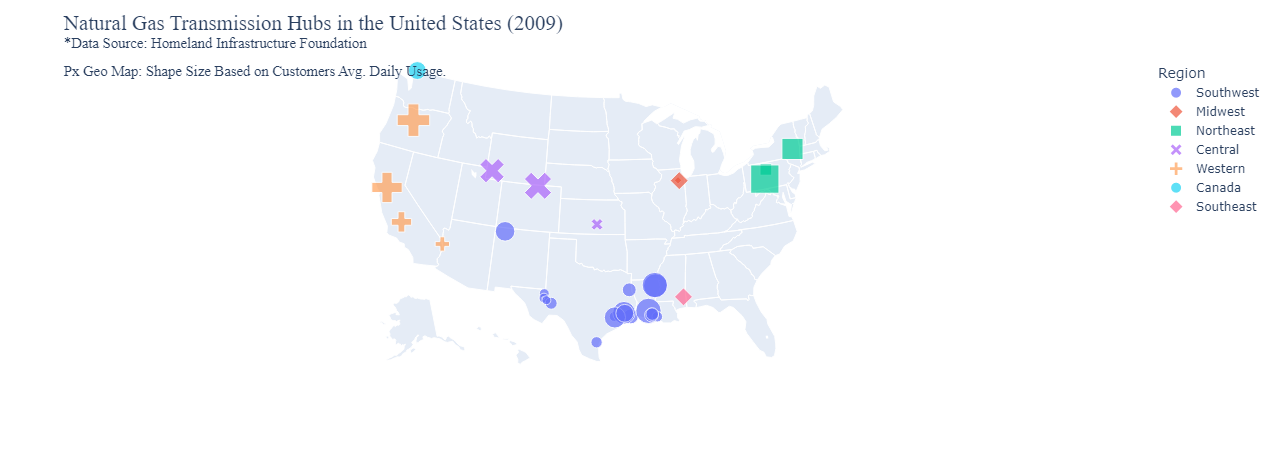 Natural Gas Transmission Hubs in the United States (2009)
*Data Source: Homeland Infrastructure Foundation
Px Geo Map: Shape Size Based on Customers Avg. Daily Usage.
Region
Southwest
Midwest
Northeast
Central
Western
Canada
Southeast